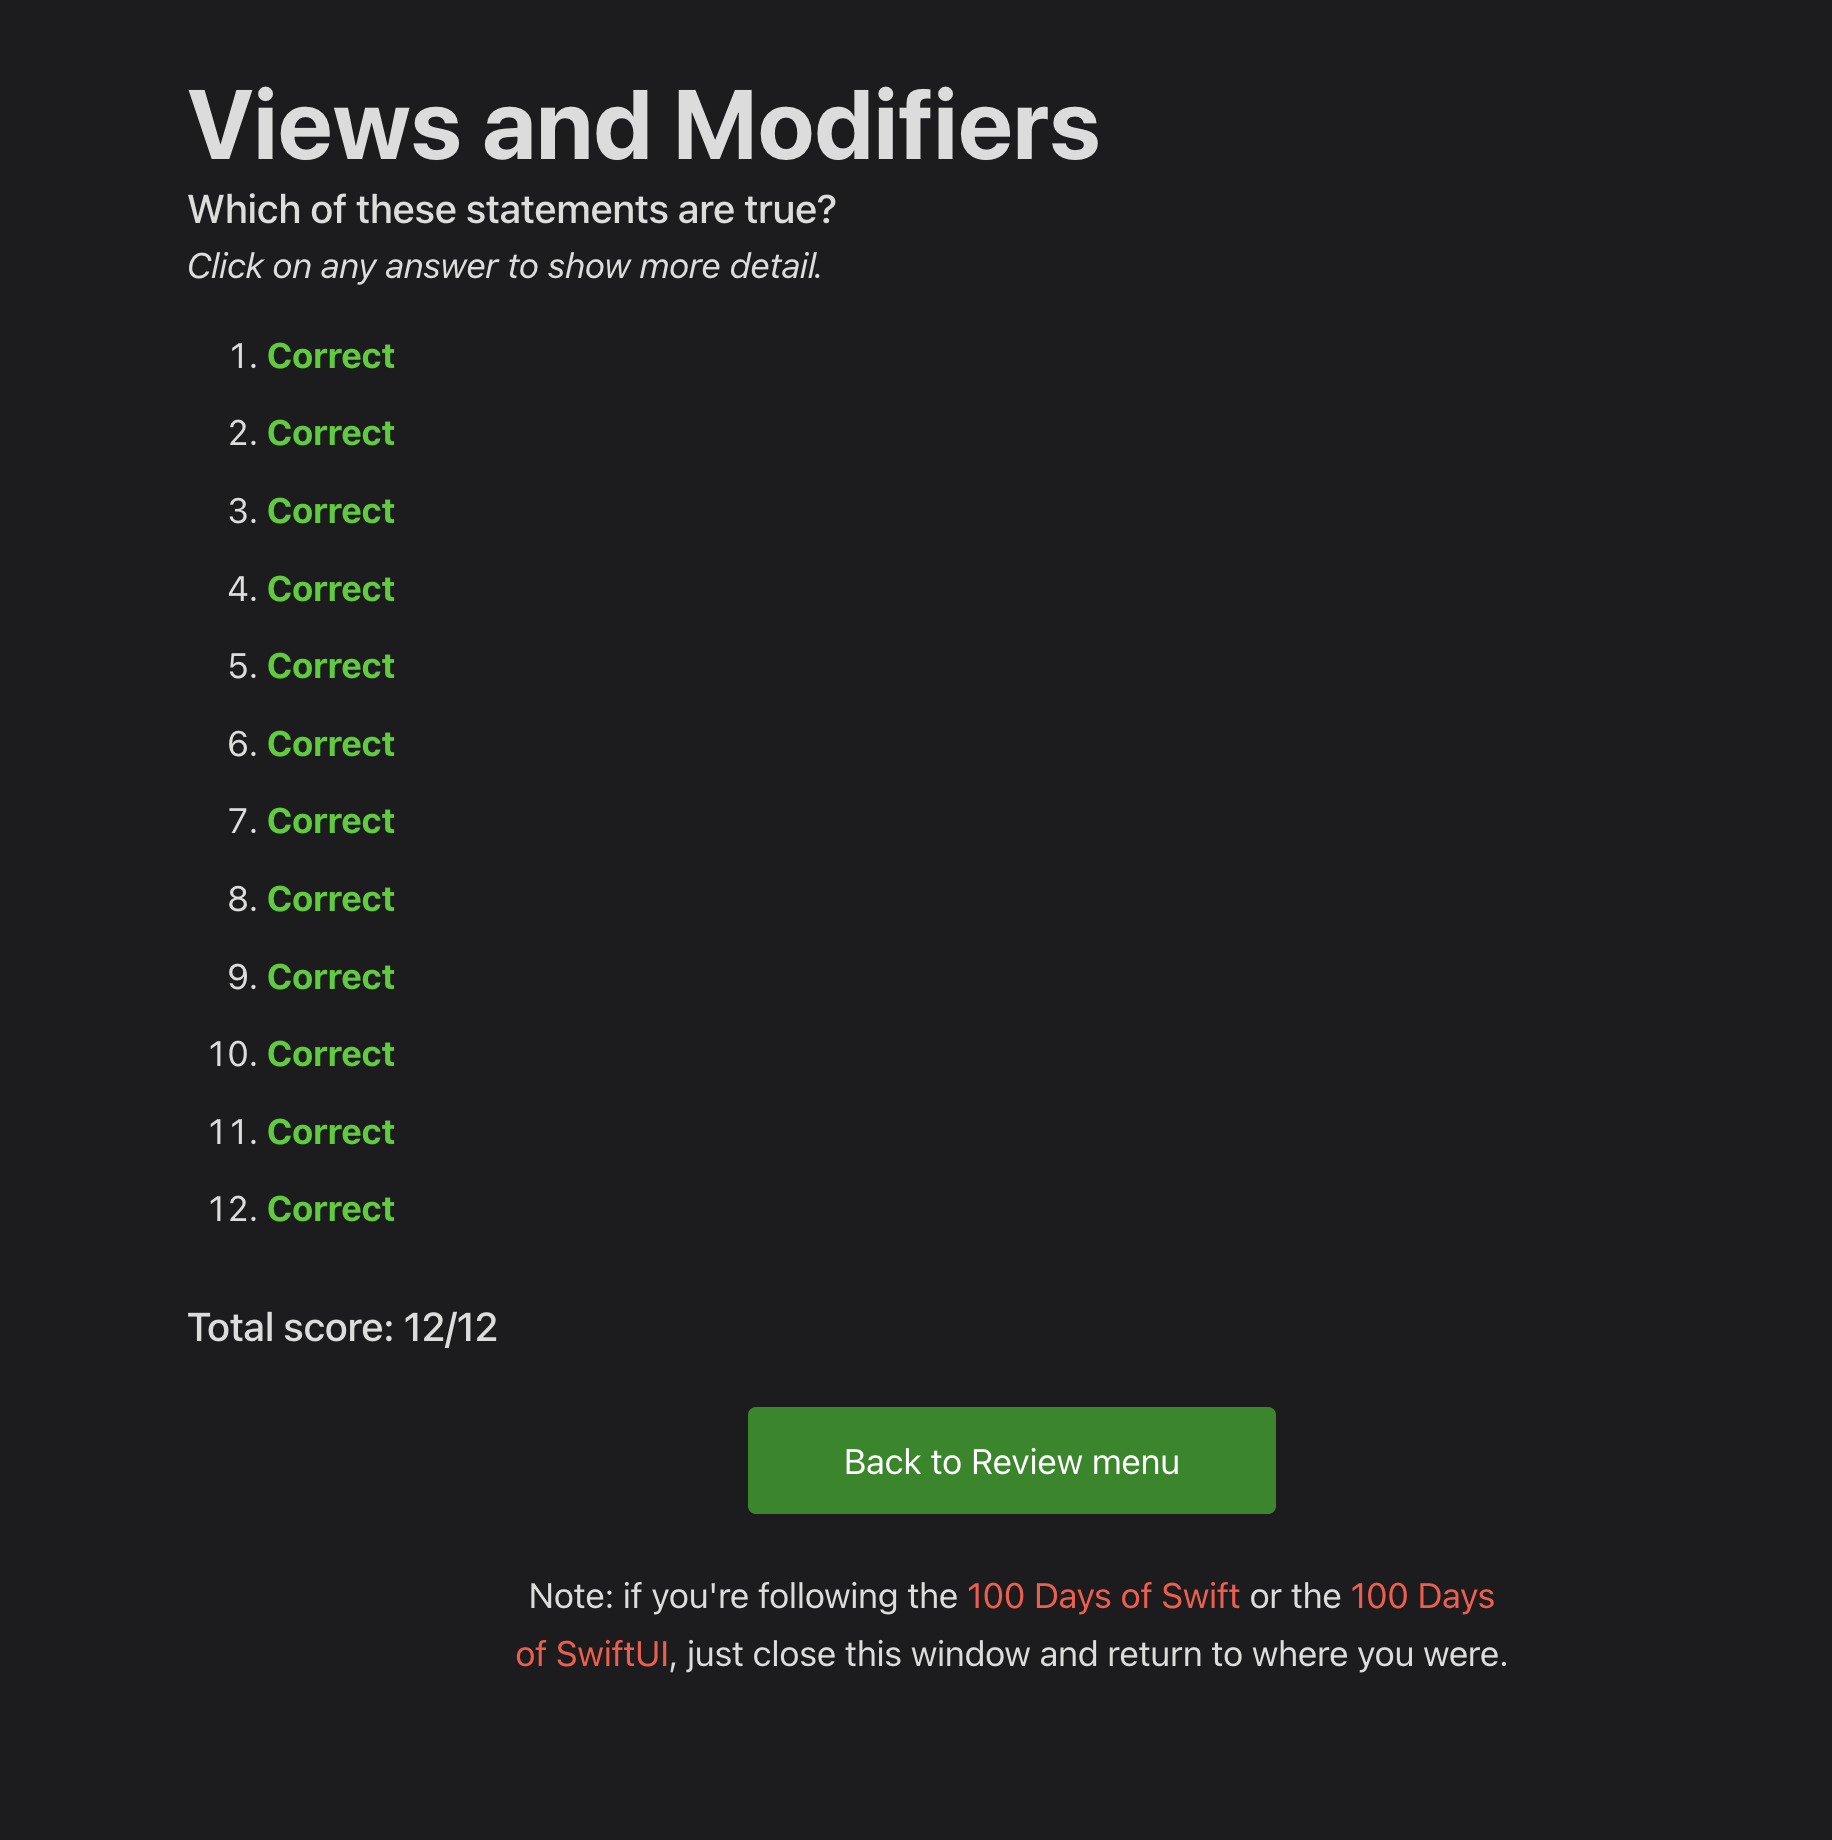 Views and Modifiers
Which of these statements are true?
Click on any answer to show more detail.
1. Correct
2. Correct
3. Correct
4. Correct
5. Correct
6. Correct
7. Correct
8. Correct
9. Correct
10. Correct
11. Correct
12. Correct
Total score: 12/12
Back to Review menu
Note: if you're following the 100 Days of Swift or the 100 Days
of SwiftUI, just close this window and return to where you were.